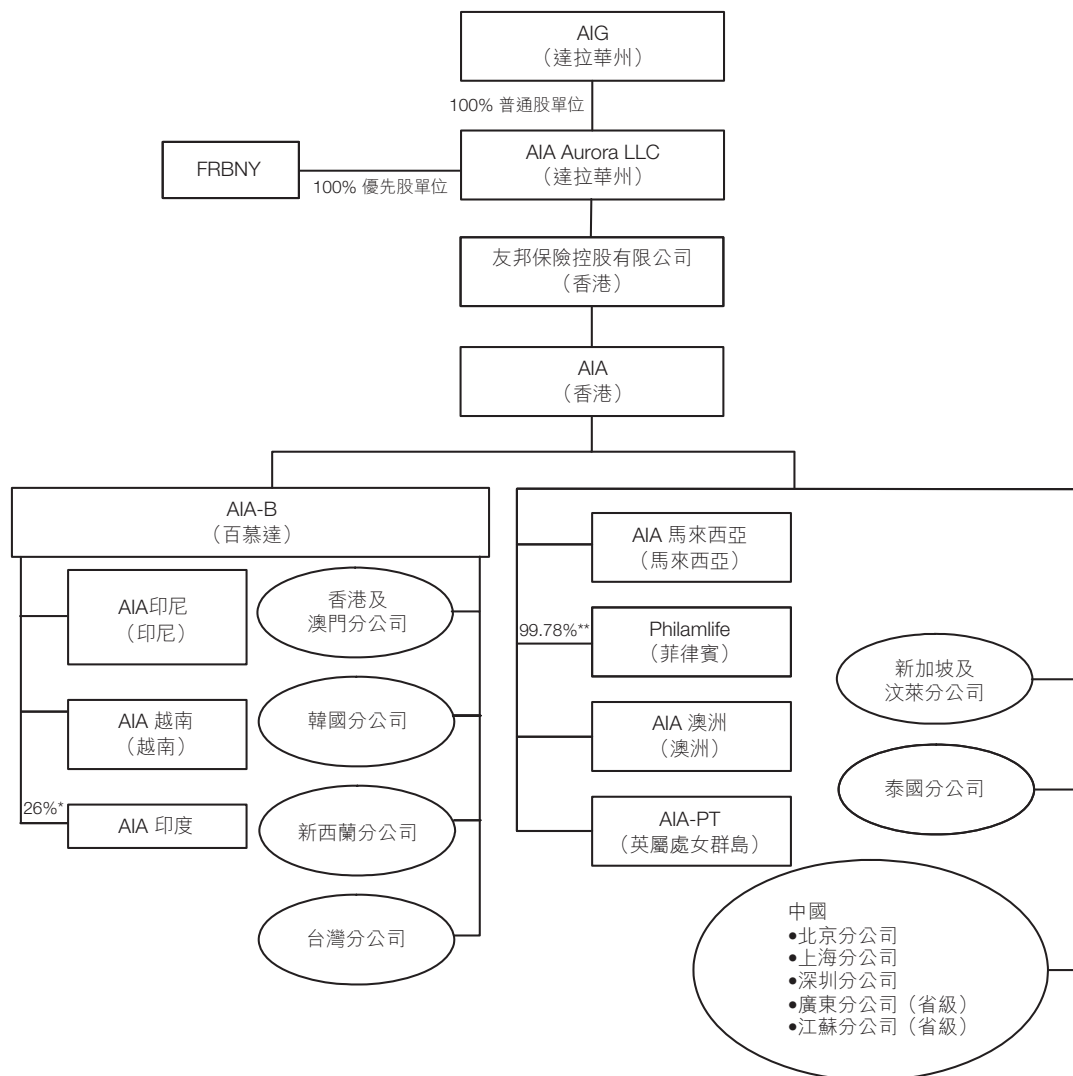 AIG
（達拉華州）
100% 普通股單位
FRBNY
100% 優先股單位
AIA Aurora LLC
（達拉華州）
友邦保險控股有限公司
（香港）
AIA
（香港）
AIA-B
（百慕達）
AIA印尼
（印尼）
AIA 越南
（越南）
26%*
AIA 印度
香港及
澳門分公司
韓國分公司
新西蘭分公司
台灣分公司
AIA 馬來西亞
（馬來西亞）
99.78%**
Philamlife
（菲律賓）
AIA 澳洲
（澳洲）
AIA-PT
（英屬處女群島）
新加坡及
汶萊分公司
泰國分公司
中國
•北京分公司
•上海分公司
•深圳分公司
•廣東分公司（省級）
•江蘇分公司（省級）